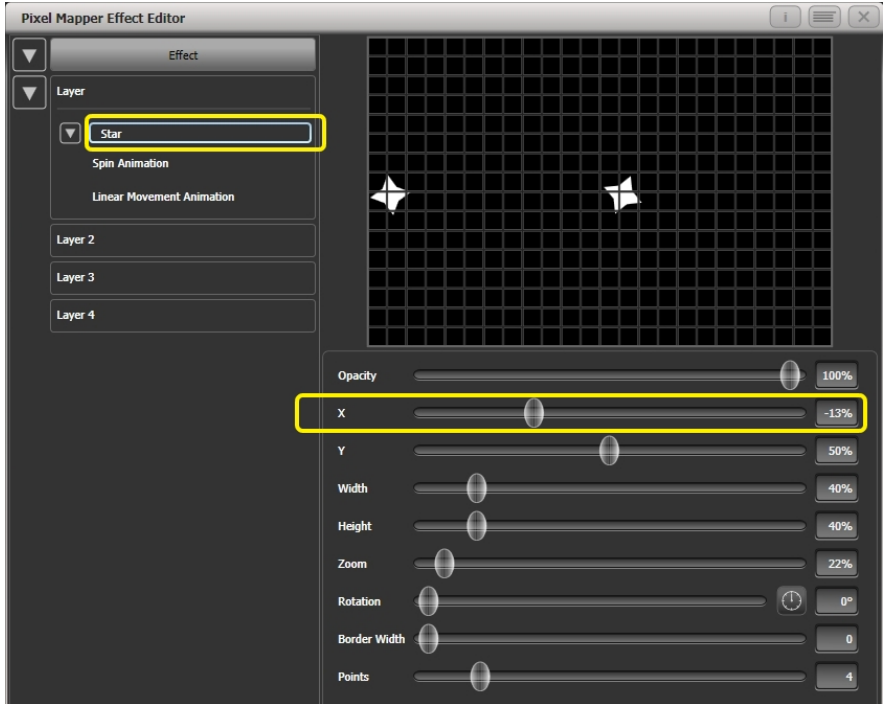 Pixel Mapper Effect Editor
i
Effect
Layer
Star
Spin Animation
Linear Movement Animation
Layer 2
Layer 3
Layer 4
Opacity 100%
X -13%
Y 50%
Width 40%
Height 40%
Zoom 22%
Rotation 0°
Border Width 0
Points 4